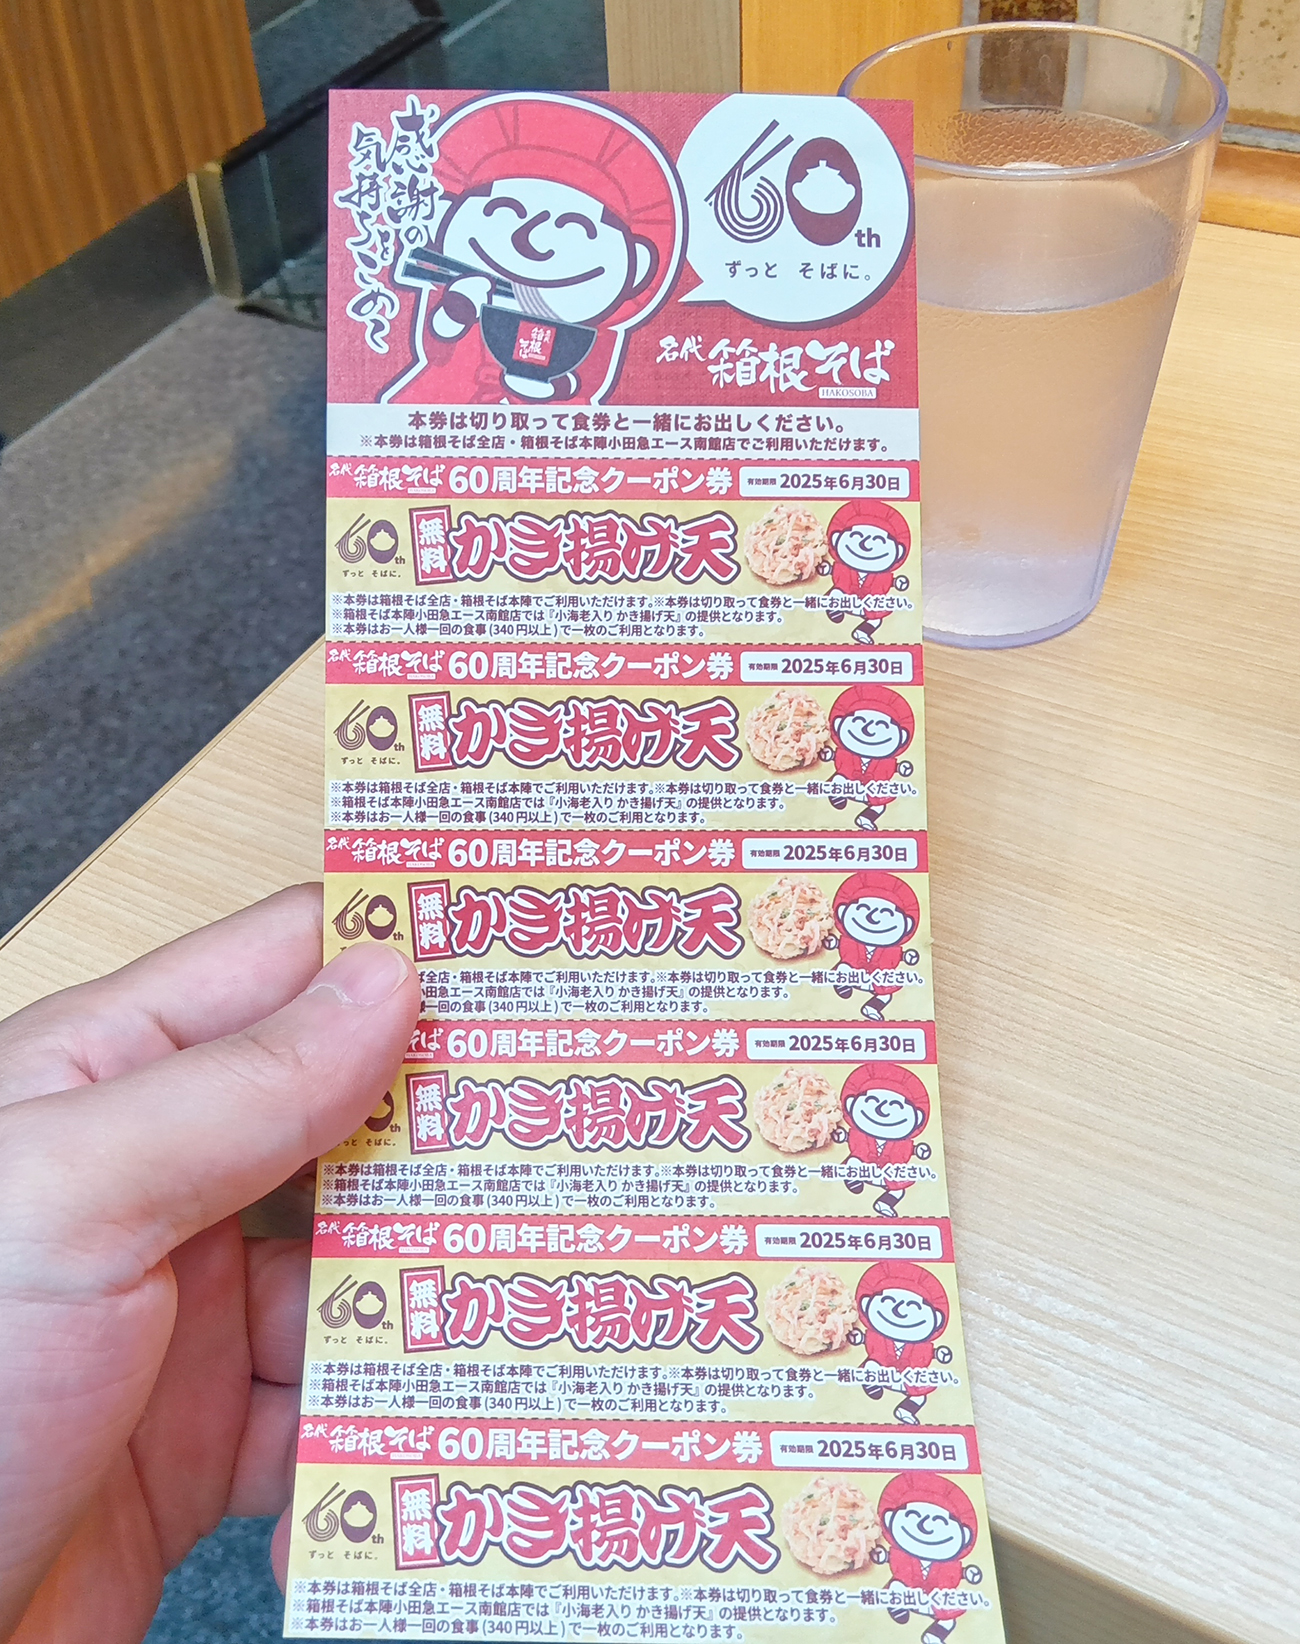 感謝の
気持ちをこめて
60th
ずっと そばに。
名代 箱根そば
HAKOSOBA
名代
箱根
そば
本券は切り取って食券と一緒にお出しください。
※本券は箱根そば全店・箱根そば本陣小田急エース南館店でご利用いただけます。
名代 箱根そば 60周年記念クーポン券 有効期限 2025年6月30日
60th
ずっと そばに。
無料 かき揚げ天
※本券は箱根そば全店・箱根そば本陣でご利用いただけます。※本券は切り取って食券と一緒にお出しください。
※箱根そば本陣小田急エース南館店では『小海老入りかき揚げ天』の提供となります。
※本券はお一人様一回の食事(340円以上)で一枚のご利用となります。
名代 箱根そば 60周年記念クーポン券 有効期限 2025年6月30日
60th
ずっと そばに。
無料 かき揚げ天
※本券は箱根そば全店・箱根そば本陣でご利用いただけます。※本券は切り取って食券と一緒にお出しください。
※箱根そば本陣小田急エース南館店では『小海老入りかき揚げ天』の提供となります。
※本券はお一人様一回の食事(340円以上)で一枚のご利用となります。
名代 箱根そば 60周年記念クーポン券 有効期限 2025年6月30日
60th
無料 かき揚げ天
ば全店・箱根そば本陣でご利用いただけます。※本券は切り取って食券と一緒にお出しください。
小田急エース南館店では『小海老入りかき揚げ天』の提供となります。
様一回の食事(340円以上)で一枚のご利用となります。
そば 60周年記念クーポン券 有効期限 2025年6月30日
th
っと そばに。
無料 かき揚げ天
※本券は箱根そば全店・箱根そば本陣でご利用いただけます。※本券は切り取って食券と一緒にお出しください。
※箱根そば本陣小田急エース南館店では『小海老入りかき揚げ天』の提供となります。
※本券はお一人様一回の食事(340円以上)で一枚のご利用となります。
名代 箱根そば 60周年記念クーポン券 有効期限 2025年6月30日
60th
ずっと そばに。
無料 かき揚げ天
※本券は箱根そば全店・箱根そば本陣でご利用いただけます。※本券は切り取って食券と一緒にお出しください。
※箱根そば本陣小田急エース南館店では『小海老入りかき揚げ天』の提供となります。
※本券はお一人様一回の食事(340円以上)で一枚のご利用となります。
名代 箱根そば 60周年記念クーポン券 有効期限 2025年6月30日
60th
ずっと そばに。
無料 かき揚げ天
※本券は箱根そば全店・箱根そば本陣でご利用いただけます。※本券は切り取って食券と一緒にお出しください。
※箱根そば本陣小田急エース南館店では『小海老入りかき揚げ天』の提供となります。
※本券はお一人様一回の食事(340円以上)で一枚のご利用となります。